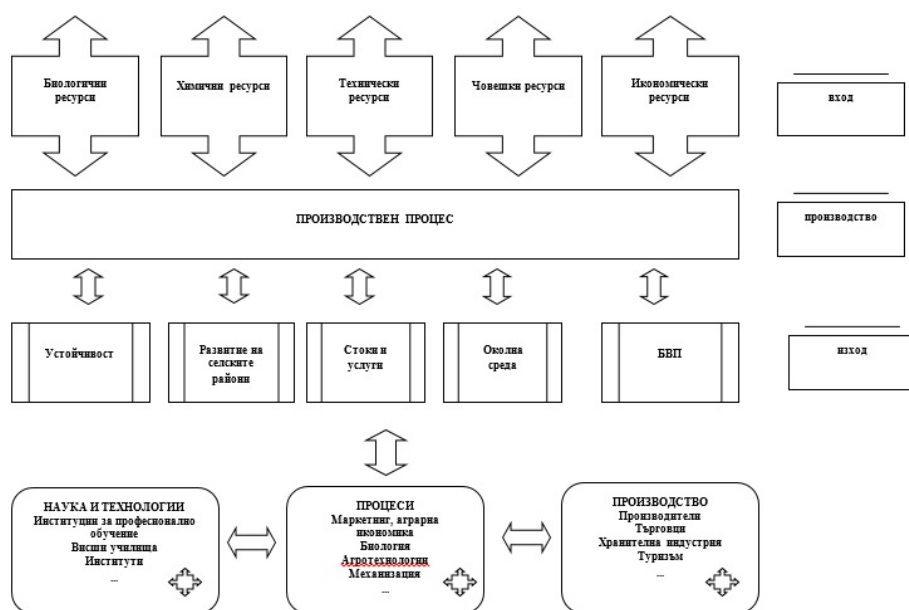 Биологични
ресурси
Химични ресурси
Технически
ресурси
Човешки ресурси
Икономически
ресурси
вход
ПРОИЗВОДСТВЕН ПРОЦЕС
производство
Устойчивост
Развитие на
селските
райони
Стоки и
услуги
Околна
среда
БВП
изход
НАУКА И ТЕХНОЛОГИИ
Институции за професионално
обучение
Висши училища
Институти
...
ПРОЦЕСИ
Маркетинг, аграрна
икономика
Биология
Агротехнологии
Механизация
...
ПРОИЗВОДСТВО
Производители
Търговци
Хранителна индустрия
Туризъм
...